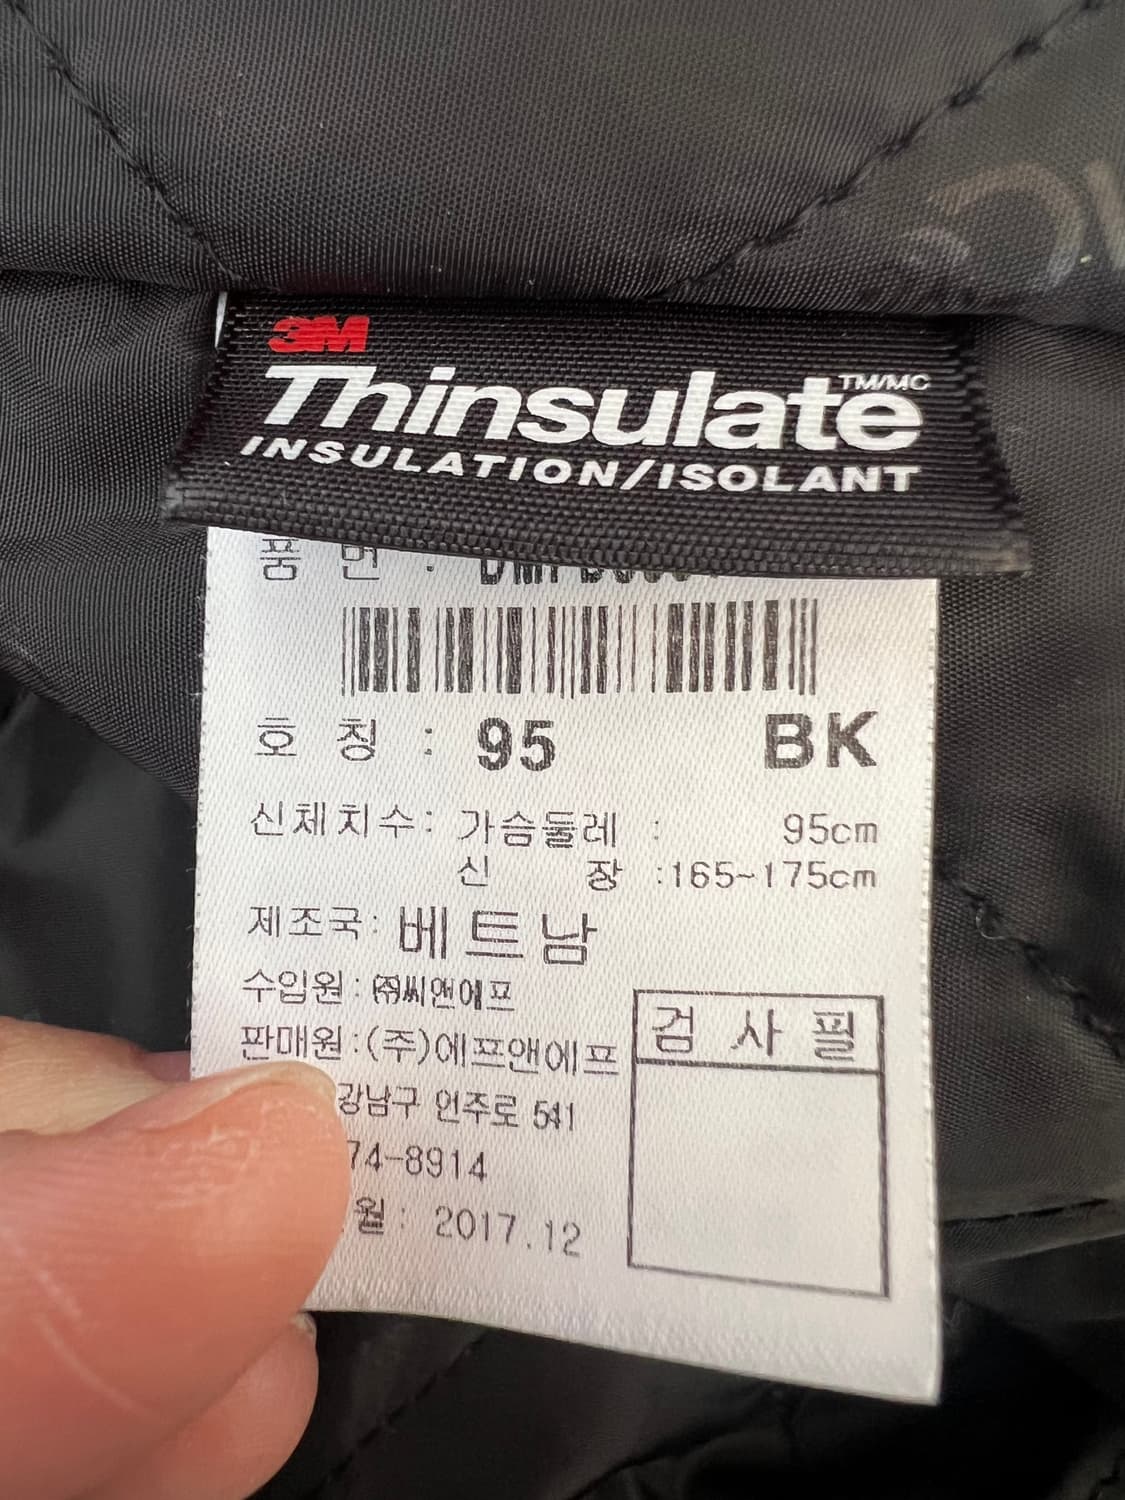 3M
Thinsulate TM/MC
INSULATION/ISOLANT
품 번 :
호 칭 : 95 BK
신체치수: 가슴둘레 : 95cm
신 장 :165~175cm
제조국: 베트남
수입원: ㈜씨앤에프
판매원:(주)에프앤에프
강남구 언주로 541
74-8914
월: 2017.12
검 사 필